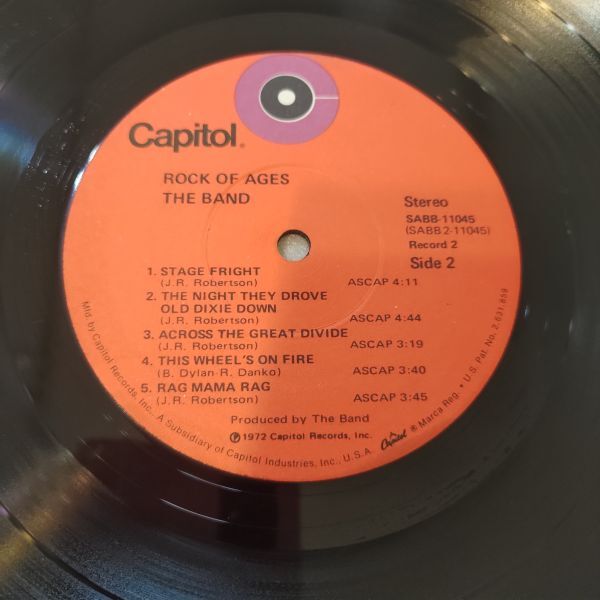 Capitol®
ROCK OF AGES
THE BAND
Stereo
SABB-11045
(SABB2-11045)
Record 2
Side 2
1. STAGE FRIGHT
(J.R. Robertson) ASCAP 4:11
2. THE NIGHT THEY DROVE
OLD DIXIE DOWN
(J.R. Robertson) ASCAP 4:44
3. ACROSS THE GREAT DIVIDE
(J.R. Robertson) ASCAP 3:19
4. THIS WHEEL'S ON FIRE
(B. Dylan-R. Danko) ASCAP 3:40
5. RAG MAMA RAG
(J.R. Robertson) ASCAP 3:45
Produced by The Band
℗1972 Capitol Records, Inc.
Mfd. by Capitol Records, Inc., A Subsidiary of Capitol Industries, Inc., U.S.A. Capitol ® Marca Reg. • U.S. Pat. No. 2,631,859